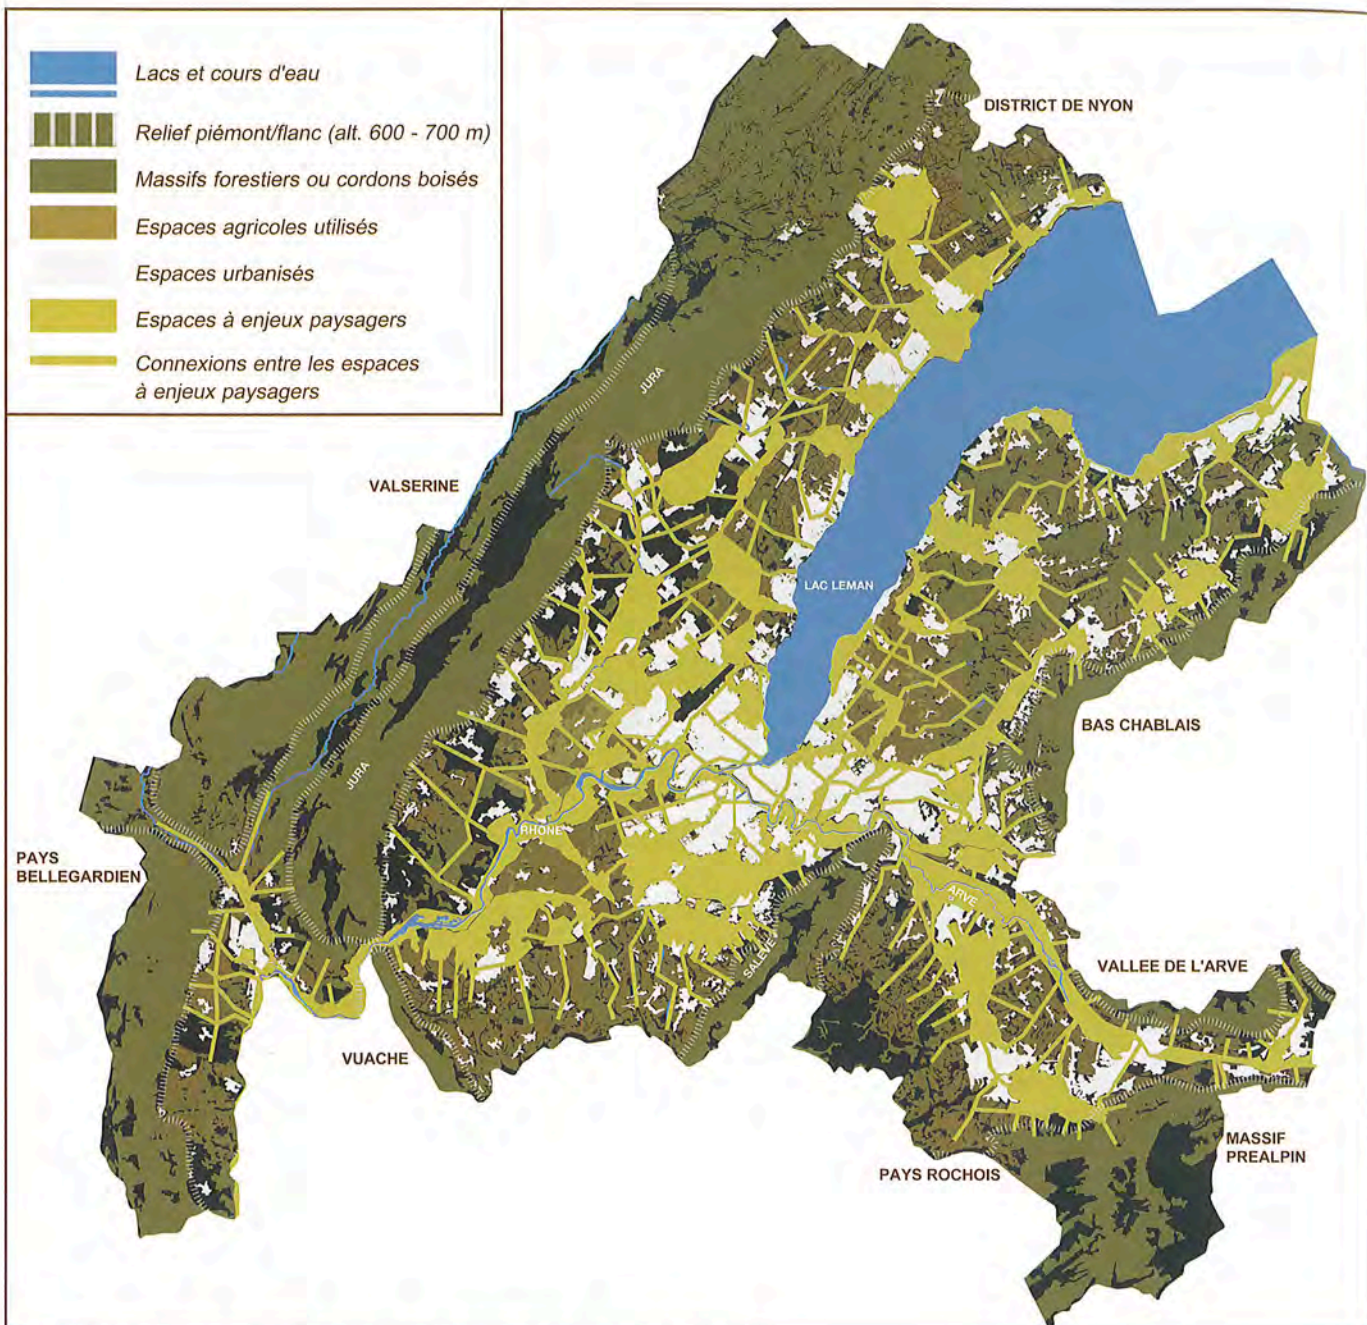 Lacs et cours d'eau
Relief piémont/flanc (alt. 600 - 700 m)
Massifs forestiers ou cordons boisés
Espaces agricoles utilisés
Espaces urbanisés
Espaces à enjeux paysagers
Connexions entre les espaces
à enjeux paysagers
DISTRICT DE NYON
JURA
VALSERINE
LAC LEMAN
BAS CHABLAIS
JURA
RHONE
PAYS
BELLEGARDIEN
ARVE
SALEVE
VALLEE DE L'ARVE
VUACHE
MASSIF
PREALPIN
PAYS ROCHOIS